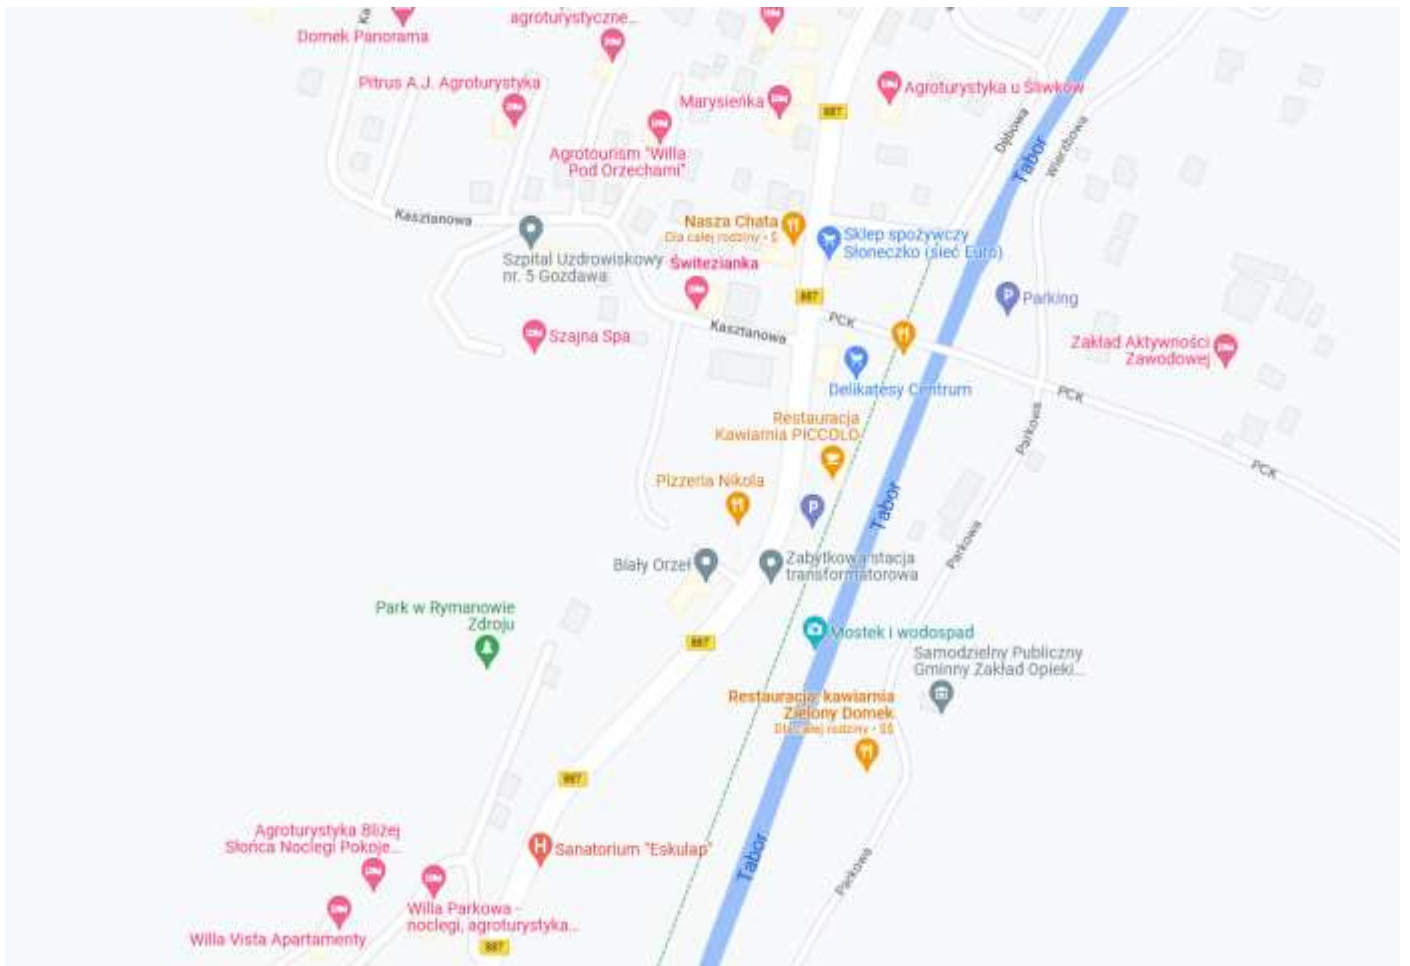 Ka
Domek Panorama
agroturystyczne...
Pitrus A.J. Agroturystyka
Marysieńka
887
Agroturystyka u Śliwków
Dębowa
Tabor
Wierzbowa
Agrotourism "Willa
Pod Orzechami"
Kasztanowa
Nasza Chata
Dla całej rodziny · $
Sklep spożywczy
Słoneczko (sieć Euro)
Szpital Uzdrowiskowy
nr. 5 Gozdawa
Świtezianka
887
P
Parking
PCK
Kasztanowa
Szajna Spa
Zakład Aktywności
Zawodowej
Delikatesy Centrum
PCK
Restauracja
Kawiarnia PICCOLO
Parkowa
PCK
Pizzeria Nikola
P
Tabor
Parkowa
Biały Orzeł
Zabytkowa stacja
transformatorowa
Park w Rymanowie
Zdroju
887
Mostek i wodospad
Samodzielny Publiczny
Gminny Zakład Opieki...
Restauracja, kawiarnia
Zielony Domek
Dla całej rodziny · $$
887
Agroturystyka Bliżej
Słońca Noclegi Pokoje...
H
Sanatorium "Eskulap"
Tabor
Parkowa
Willa Parkowa -
noclegi, agroturystyka...
Willa Vista Apartamenty
887